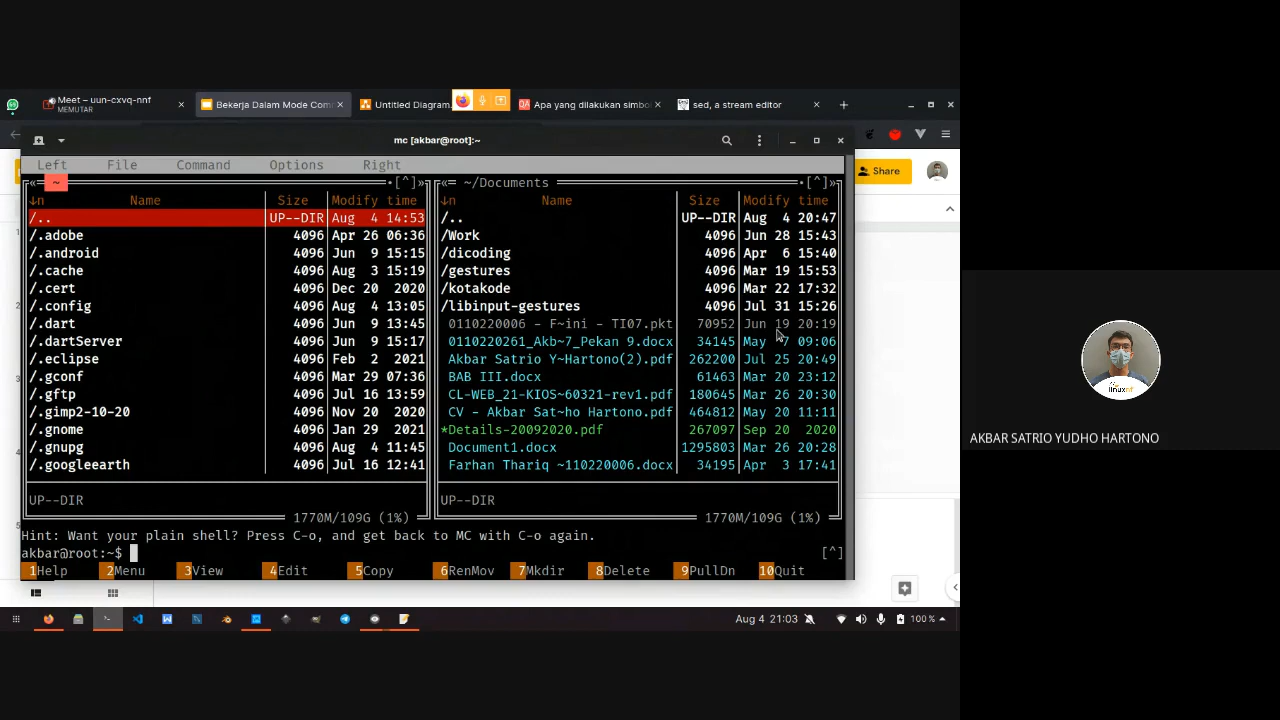 Meet – uun-cxvq-nnf
MEMUTAR
Bekerja Dalam Mode Com
Untitled Diagram.
Apa yang dilakukan simbo
sed, a stream editor
mc [akbar@root]:~
Share
Left File Command Options Right
~ •[^]» «= ~/Documents •[^]»
↓n Name Size Modify time ↓n Name Size Modify time
/.. UP--DIR Aug 4 14:53 /.. UP--DIR Aug 4 20:47
/.adobe 4096 Apr 26 06:36 /Work 4096 Jun 28 15:43
/.android 4096 Jun 9 15:15 /dicoding 4096 Apr 6 15:40
/.cache 4096 Aug 3 15:19 /gestures 4096 Mar 19 15:53
/.cert 4096 Dec 20 2020 /kotakode 4096 Mar 22 17:32
/.config 4096 Aug 4 13:05 /libinput-gestures 4096 Jul 31 15:26
/.dart 4096 Jun 9 13:45 0110220006 - F~ini - TI07.pkt 70952 Jun 19 20:19
/.dartServer 4096 Jun 9 15:17 0110220261_Akb~7_Pekan 9.docx 34145 May 7 09:06
/.eclipse 4096 Feb 2 2021 Akbar Satrio Y~Hartono(2).pdf 262200 Jul 25 20:49
/.gconf 4096 Mar 29 07:36 BAB III.docx 61463 Mar 20 23:12
/.gftp 4096 Jul 16 13:59 CL-WEB_21-KIOS~60321-rev1.pdf 180645 Mar 26 20:30
/.gimp2-10-20 4096 Nov 20 2020 CV - Akbar Sat~ho Hartono.pdf 464812 May 20 11:11
/.gnome 4096 Jan 29 2021 *Details-20092020.pdf 267097 Sep 20 2020
/.gnupg 4096 Aug 4 11:45 Document1.docx 1295803 Mar 26 20:28
/.googleearth 4096 Jul 16 12:41 Farhan Thariq ~110220006.docx 34195 Apr 3 17:41
UP--DIR UP--DIR
1770M/109G (1%) 1770M/109G (1%)
Hint: Want your plain shell? Press C-o, and get back to MC with C-o again.
akbar@root:~$ [^]
1Help 2Menu 3View 4Edit 5Copy 6RenMov 7Mkdir 8Delete 9PullDn 10Quit
Aug 4 21:03 100 %
linuxnf
AKBAR SATRIO YUDHO HARTONO